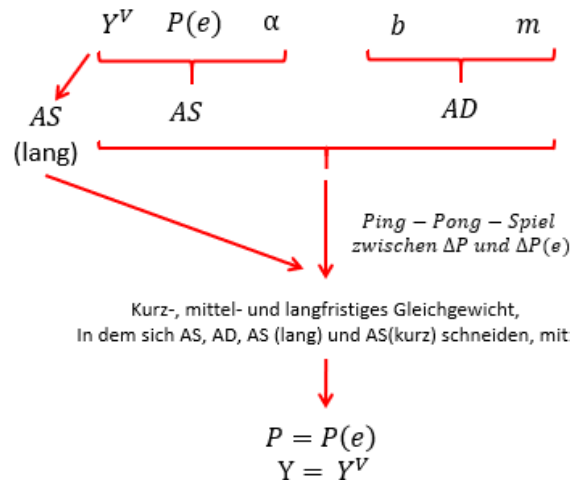 Y^V P(e) α b m
AS AS AD
(lang)
Ping − Pong − Spiel
zwischen ΔP und ΔP(e)
Kurz-, mittel- und langfristiges Gleichgewicht,
In dem sich AS, AD, AS (lang) und AS(kurz) schneiden, mit:
P = P(e)
Y = Y^V